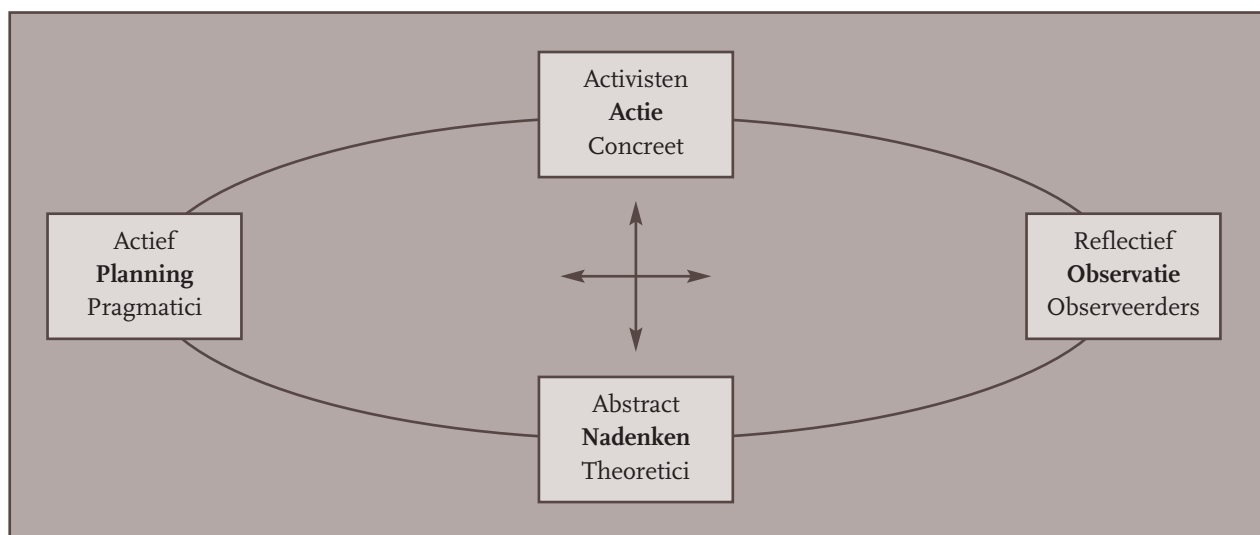 Activisten
Actie
Concreet
Actief
Planning
Pragmatici
Reflectief
Observatie
Observeerders
Abstract
Nadenken
Theoretici